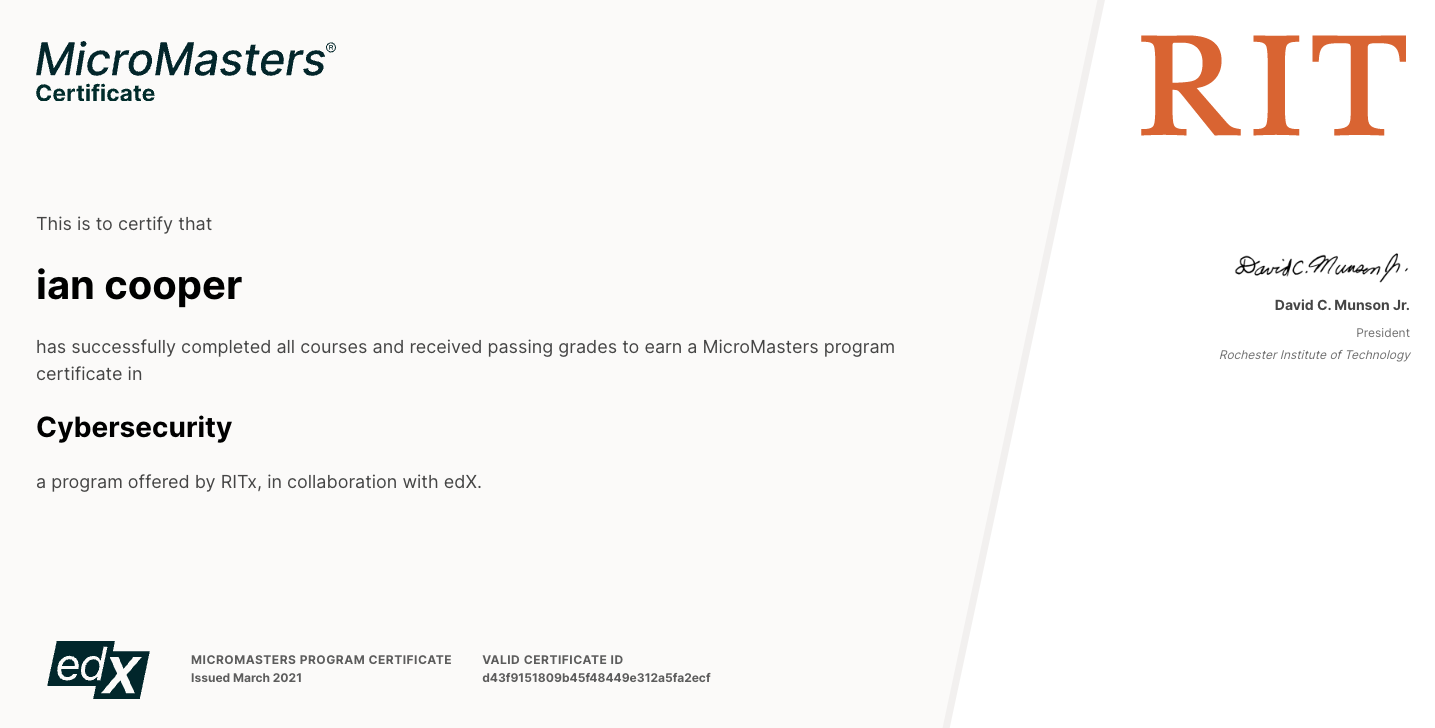 MicroMasters®
Certificate
RIT
This is to certify that
ian cooper
has successfully completed all courses and received passing grades to earn a MicroMasters program
certificate in
Cybersecurity
a program offered by RITx, in collaboration with edX.
David C. Munson Jr.
David C. Munson Jr.
President
Rochester Institute of Technology
edX
MICROMASTERS PROGRAM CERTIFICATE
Issued March 2021
VALID CERTIFICATE ID
d43f9151809b45f48449e312a5fa2ecf